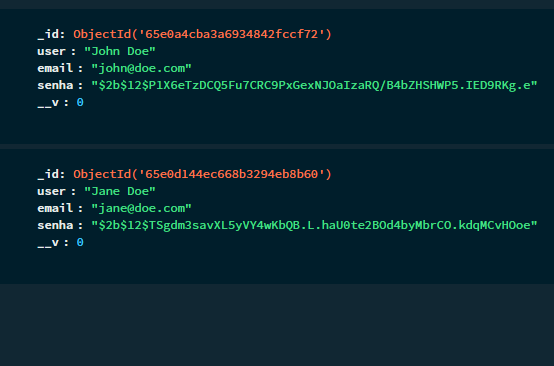 _id: ObjectId('65e0a4cba3a6934842fccf72')
user : "John Doe"
email : "john@doe.com"
senha : "$2b$12$P1X6eTzDCQ5Fu7CRC9PxGexNJOaIzaRQ/B4bZHSHWP5.IED9RKg.e"
__v : 0
_id: ObjectId('65e0d144ec668b3294eb8b60')
user : "Jane Doe"
email : "jane@doe.com"
senha : "$2b$12$TSgdm3savXL5yVY4wKbQB.L.haU0te2BOd4byMbrCO.kdqMCvHOoe"
__v : 0